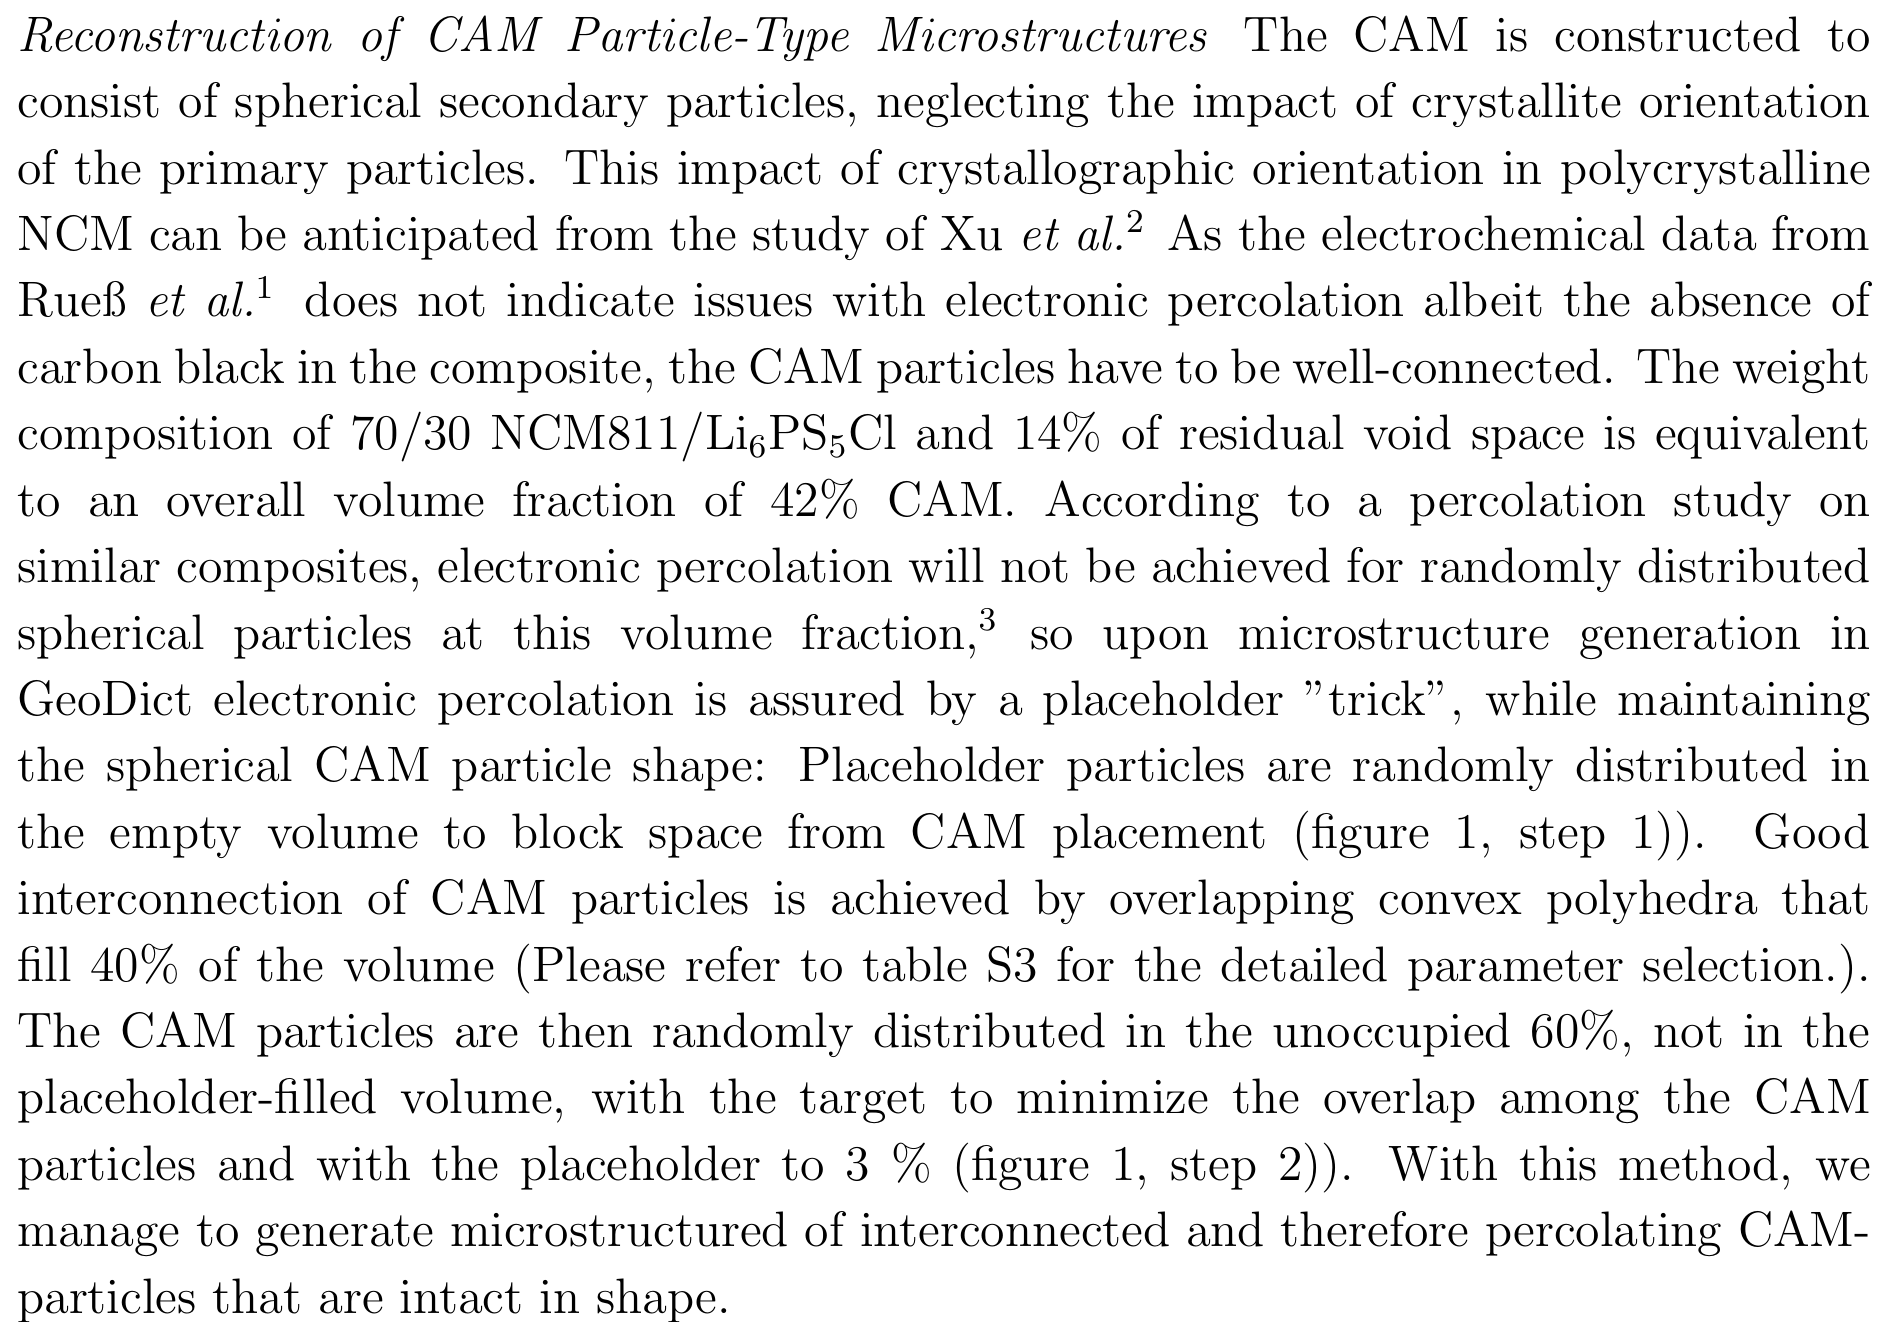 Reconstruction of CAM Particle-Type Microstructures The CAM is constructed to
consist of spherical secondary particles, neglecting the impact of crystallite orientation
of the primary particles. This impact of crystallographic orientation in polycrystalline
NCM can be anticipated from the study of Xu et al.² As the electrochemical data from
Rueß et al.¹ does not indicate issues with electronic percolation albeit the absence of
carbon black in the composite, the CAM particles have to be well-connected. The weight
composition of 70/30 NCM811/Li₆PS₅Cl and 14% of residual void space is equivalent
to an overall volume fraction of 42% CAM. According to a percolation study on
similar composites, electronic percolation will not be achieved for randomly distributed
spherical particles at this volume fraction,³ so upon microstructure generation in
GeoDict electronic percolation is assured by a placeholder ”trick”, while maintaining
the spherical CAM particle shape: Placeholder particles are randomly distributed in
the empty volume to block space from CAM placement (figure 1, step 1)). Good
interconnection of CAM particles is achieved by overlapping convex polyhedra that
fill 40% of the volume (Please refer to table S3 for the detailed parameter selection.).
The CAM particles are then randomly distributed in the unoccupied 60%, not in the
placeholder-filled volume, with the target to minimize the overlap among the CAM
particles and with the placeholder to 3 % (figure 1, step 2)). With this method, we
manage to generate microstructured of interconnected and therefore percolating CAM-
particles that are intact in shape.